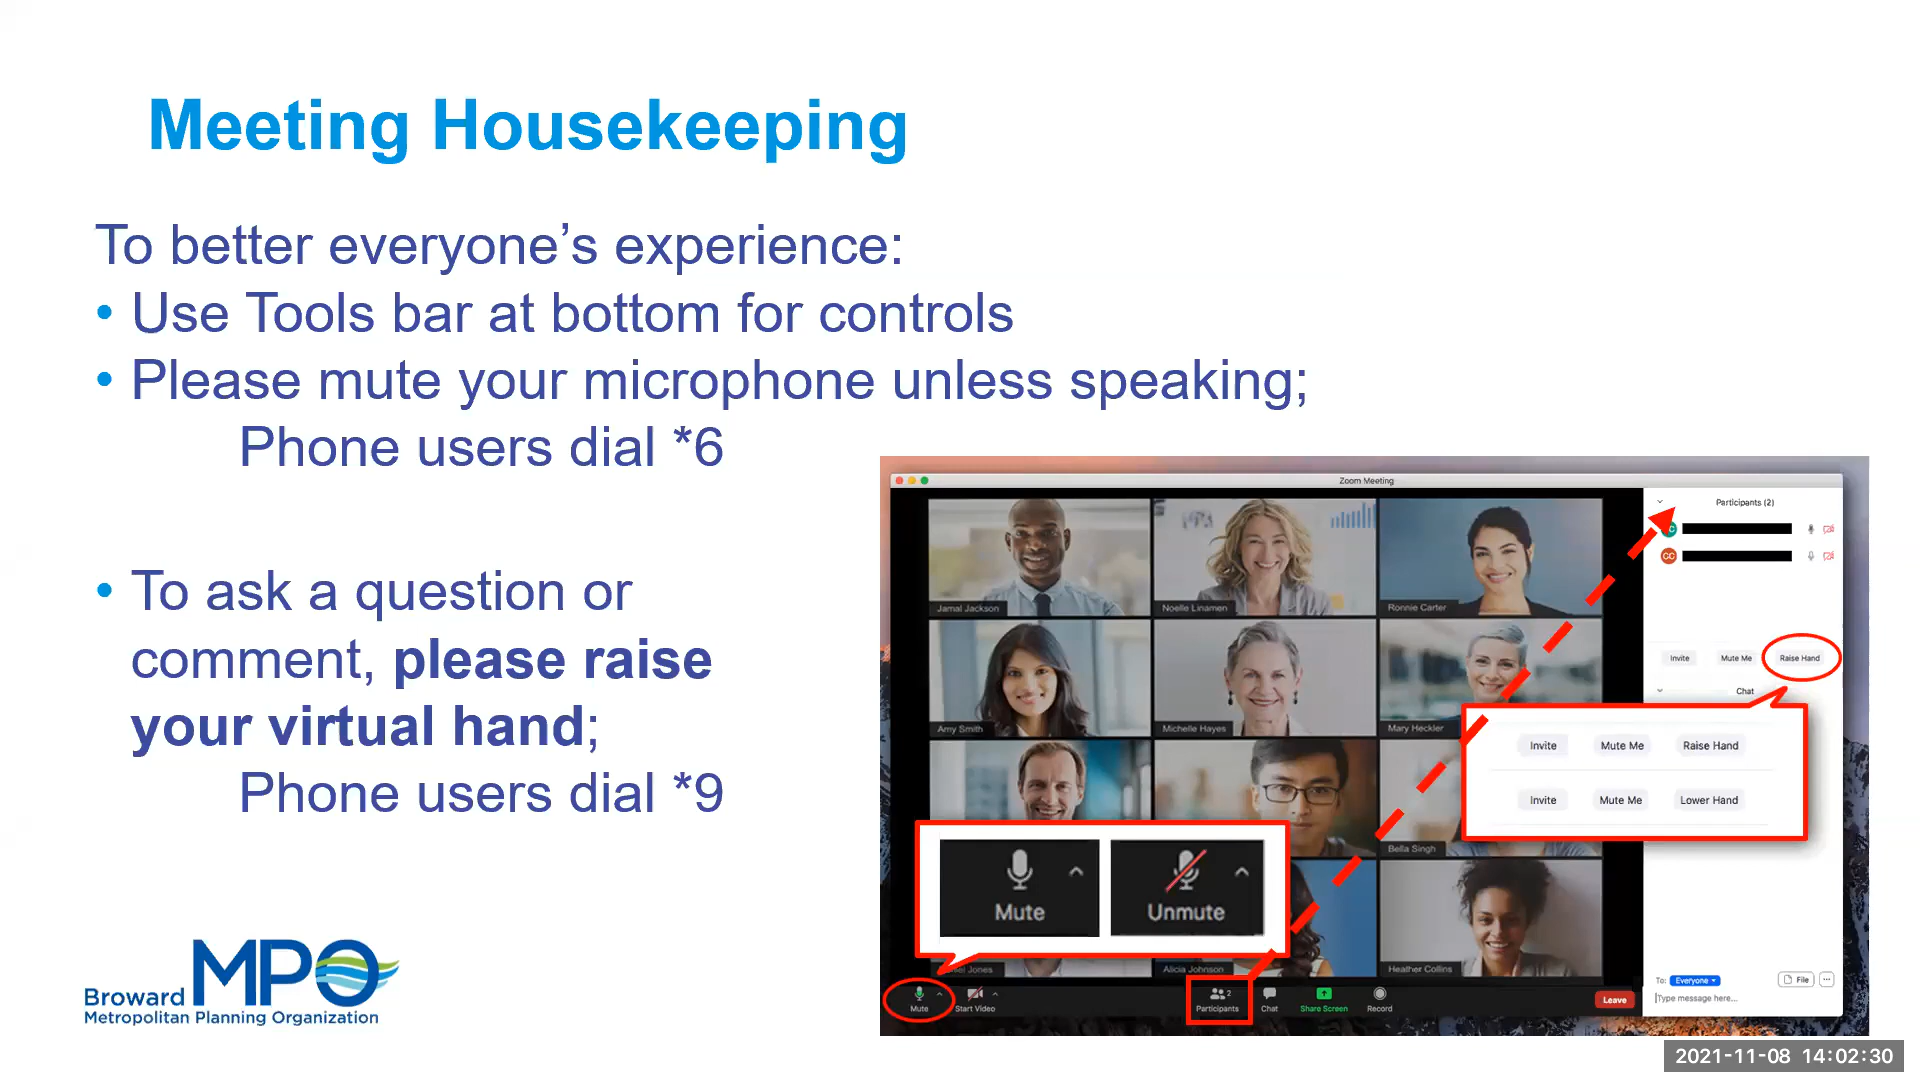 Meeting Housekeeping
To better everyone’s experience:
• Use Tools bar at bottom for controls
• Please mute your microphone unless speaking;
Phone users dial *6
• To ask a question or
comment, please raise
your virtual hand;
Phone users dial *9
MPO
Broward
Metropolitan Planning Organization
Zoom Meeting
Jamal Jackson
Noelle Linamen
Ronnie Carter
Amy Smith
Michelle Hayes
Mary Heckler
Bella Singh
Jones
Alicia Johnson
Heather Collins
Mute
Unmute
Mute
Start Video
2
Participants
Chat
Share Screen
Record
Leave
Participants (2)
CC
Invite
Mute Me
Raise Hand
Chat
Invite
Mute Me
Raise Hand
Invite
Mute Me
Lower Hand
To: Everyone
File
Type message here...
2021-11-08 14:02:30